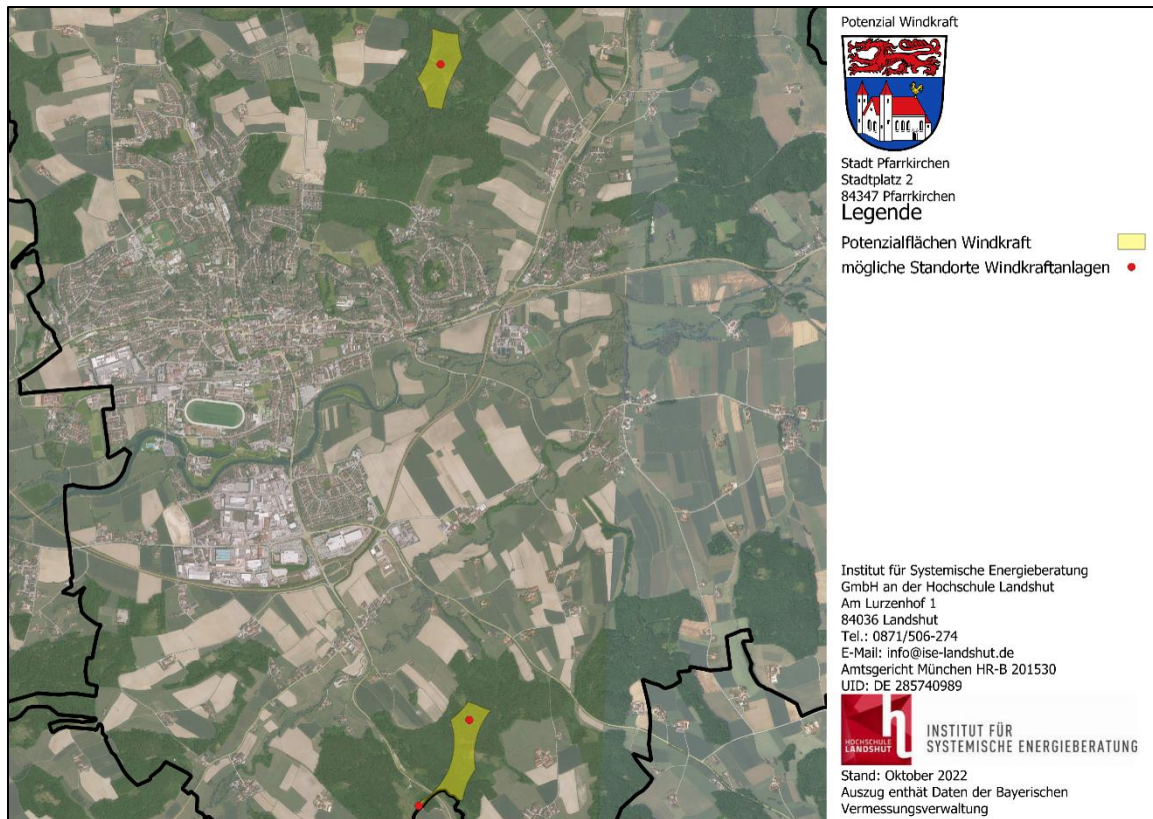 Potenzial Windkraft
Stadt Pfarrkirchen
Stadtplatz 2
84347 Pfarrkirchen
Legende
Potenzialflächen Windkraft
mögliche Standorte Windkraftanlagen
Institut für Systemische Energieberatung
GmbH an der Hochschule Landshut
Am Lurzenhof 1
84036 Landshut
Tel.: 0871/506-274
E-Mail: info@ise-landshut.de
Amtsgericht München HR-B 201530
UID: DE 285740989
h
HOCHSCHULE
LANDSHUT
INSTITUT FÜR
SYSTEMISCHE ENERGIEBERATUNG
Stand: Oktober 2022
Auszug enthät Daten der Bayerischen
Vermessungsverwaltung